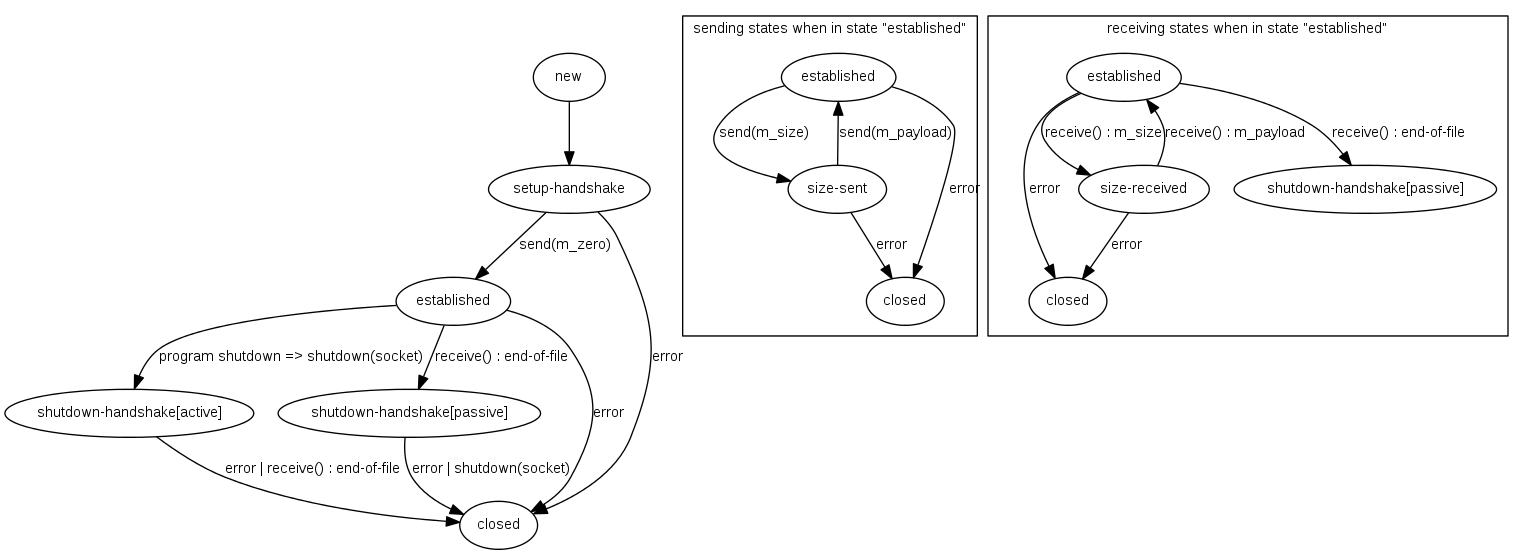 new
setup-handshake
send(m_zero)
established
error
program shutdown => shutdown(socket)
receive() : end-of-file
error
shutdown-handshake[active]
shutdown-handshake[passive]
error | receive() : end-of-file
error | shutdown(socket)
closed
sending states when in state "established"
established
send(m_size)
send(m_payload)
size-sent
error
error
closed
receiving states when in state "established"
established
receive() : m_size
receive() : m_payload
receive() : end-of-file
error
size-received
shutdown-handshake[passive]
error
closed